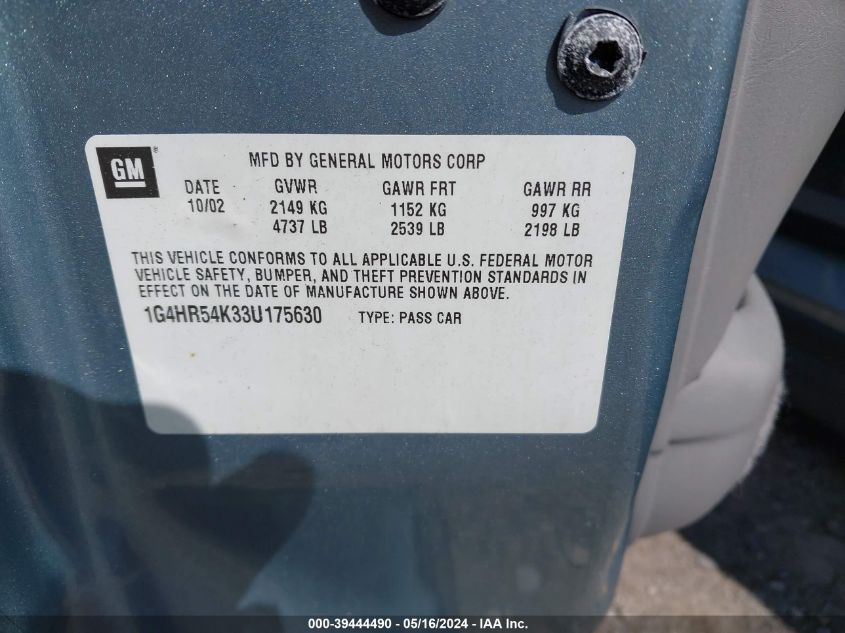 GM
MFD BY GENERAL MOTORS CORP
DATE GVWR GAWR FRT GAWR RR
10/02 2149 KG 1152 KG 997 KG
4737 LB 2539 LB 2198 LB
THIS VEHICLE CONFORMS TO ALL APPLICABLE U.S. FEDERAL MOTOR
VEHICLE SAFETY, BUMPER, AND THEFT PREVENTION STANDARDS IN
EFFECT ON THE DATE OF MANUFACTURE SHOWN ABOVE.
1G4HR54K33U175630 TYPE: PASS CAR
000-39444490 - 05/16/2024 - IAA Inc.